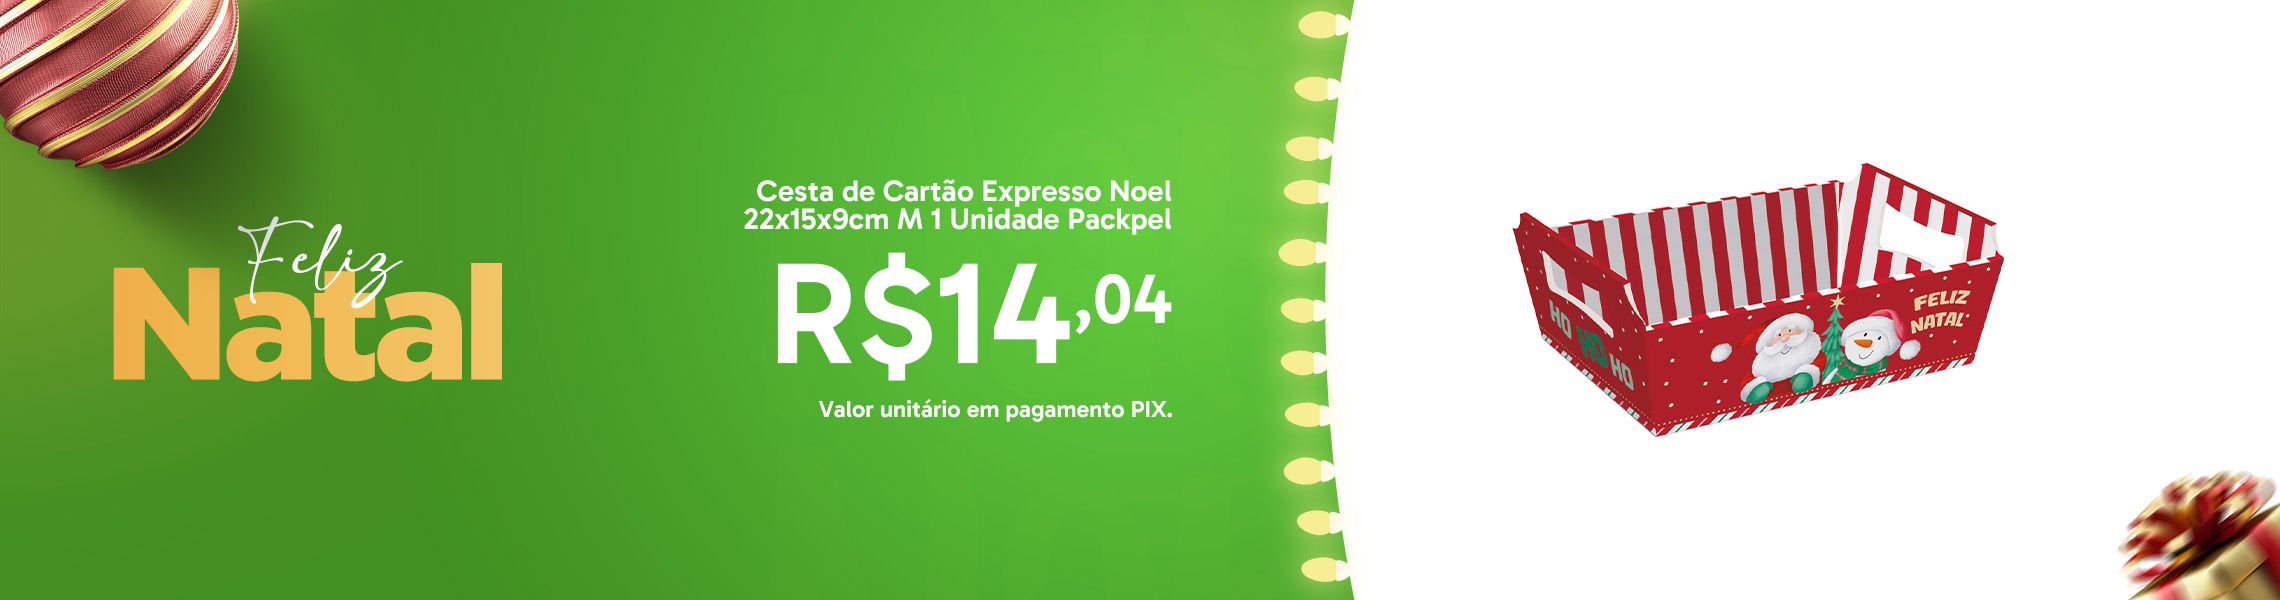 Feliz
Natal
Cesta de Cartão Expresso Noel
22x15x9cm M 1 Unidade Packpel
R$14,04
Valor unitário em pagamento PIX.
HO HO HO
FELIZ
NATAL